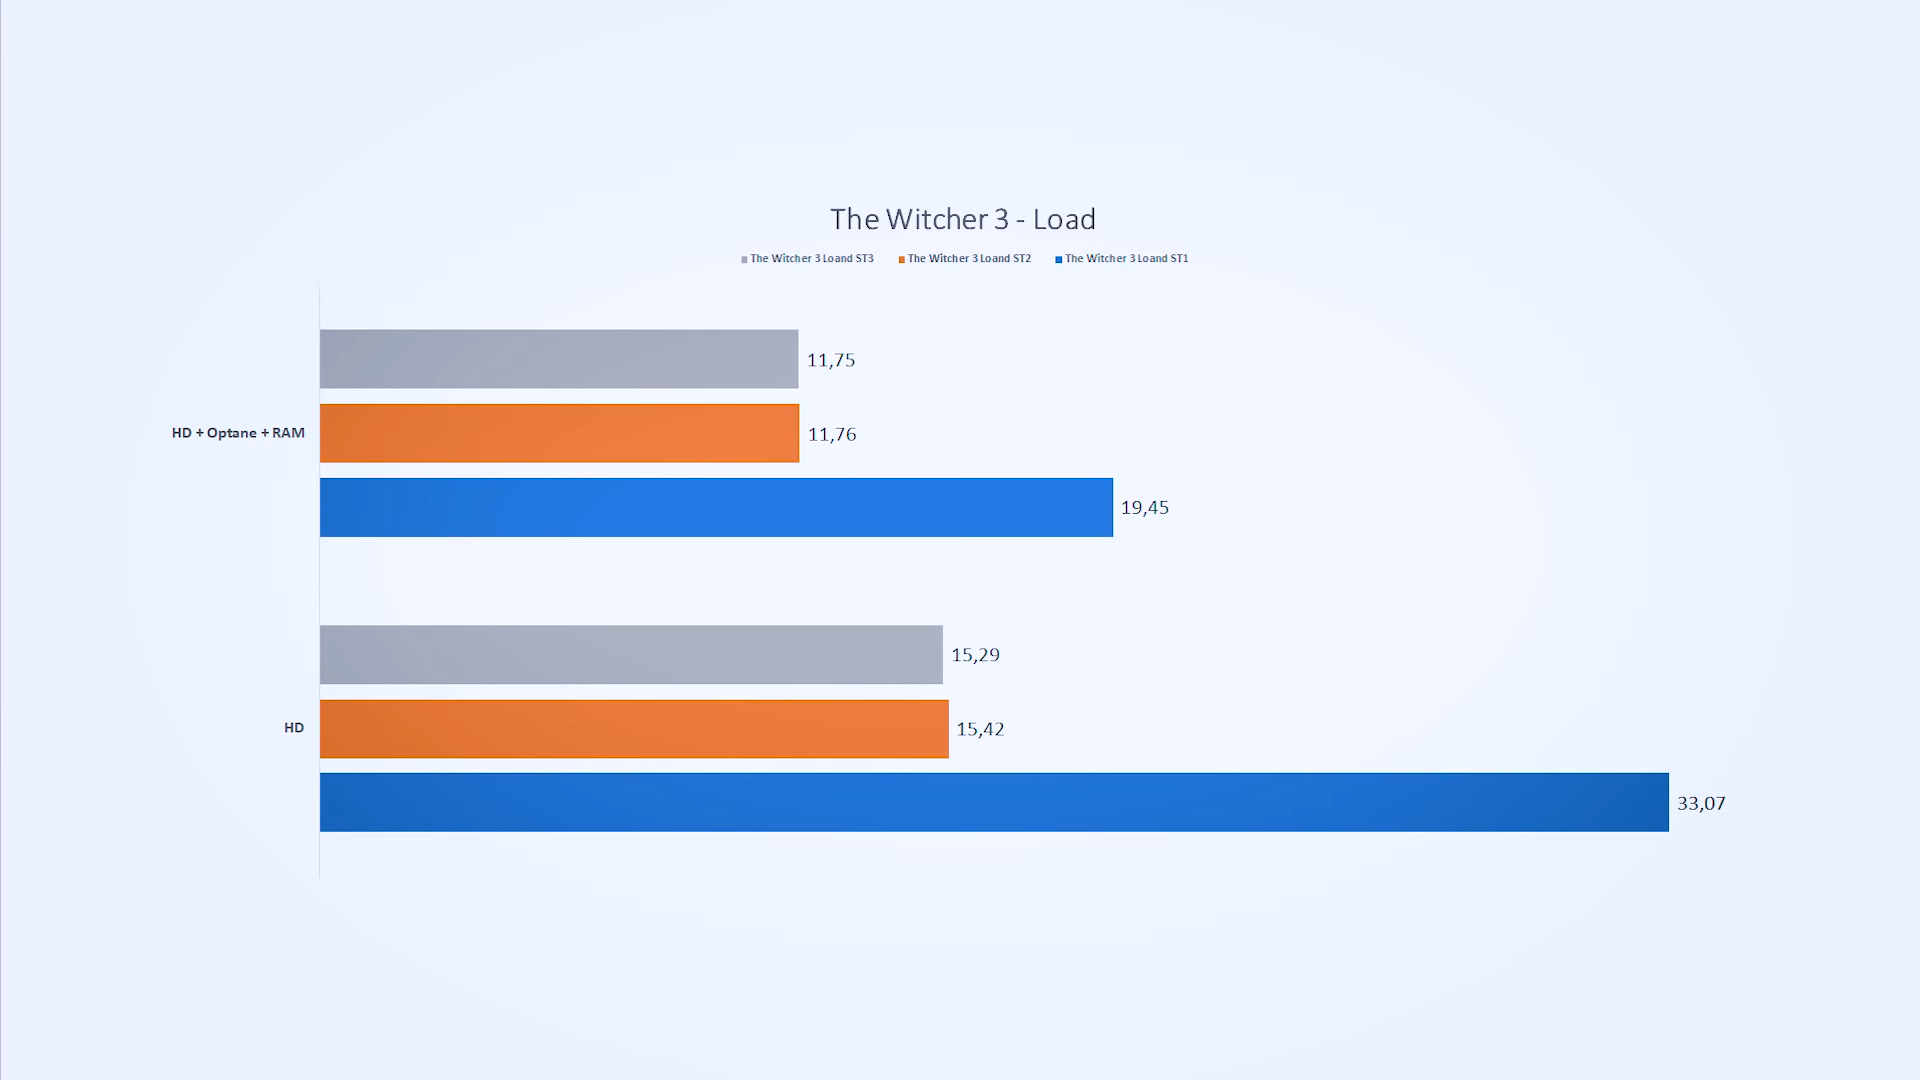 The Witcher 3 - Load
The Witcher 3 Loand ST3 The Witcher 3 Loand ST2 The Witcher 3 Loand ST1
11,75
HD + Optane + RAM
11,76
19,45
15,29
HD
15,42
33,07